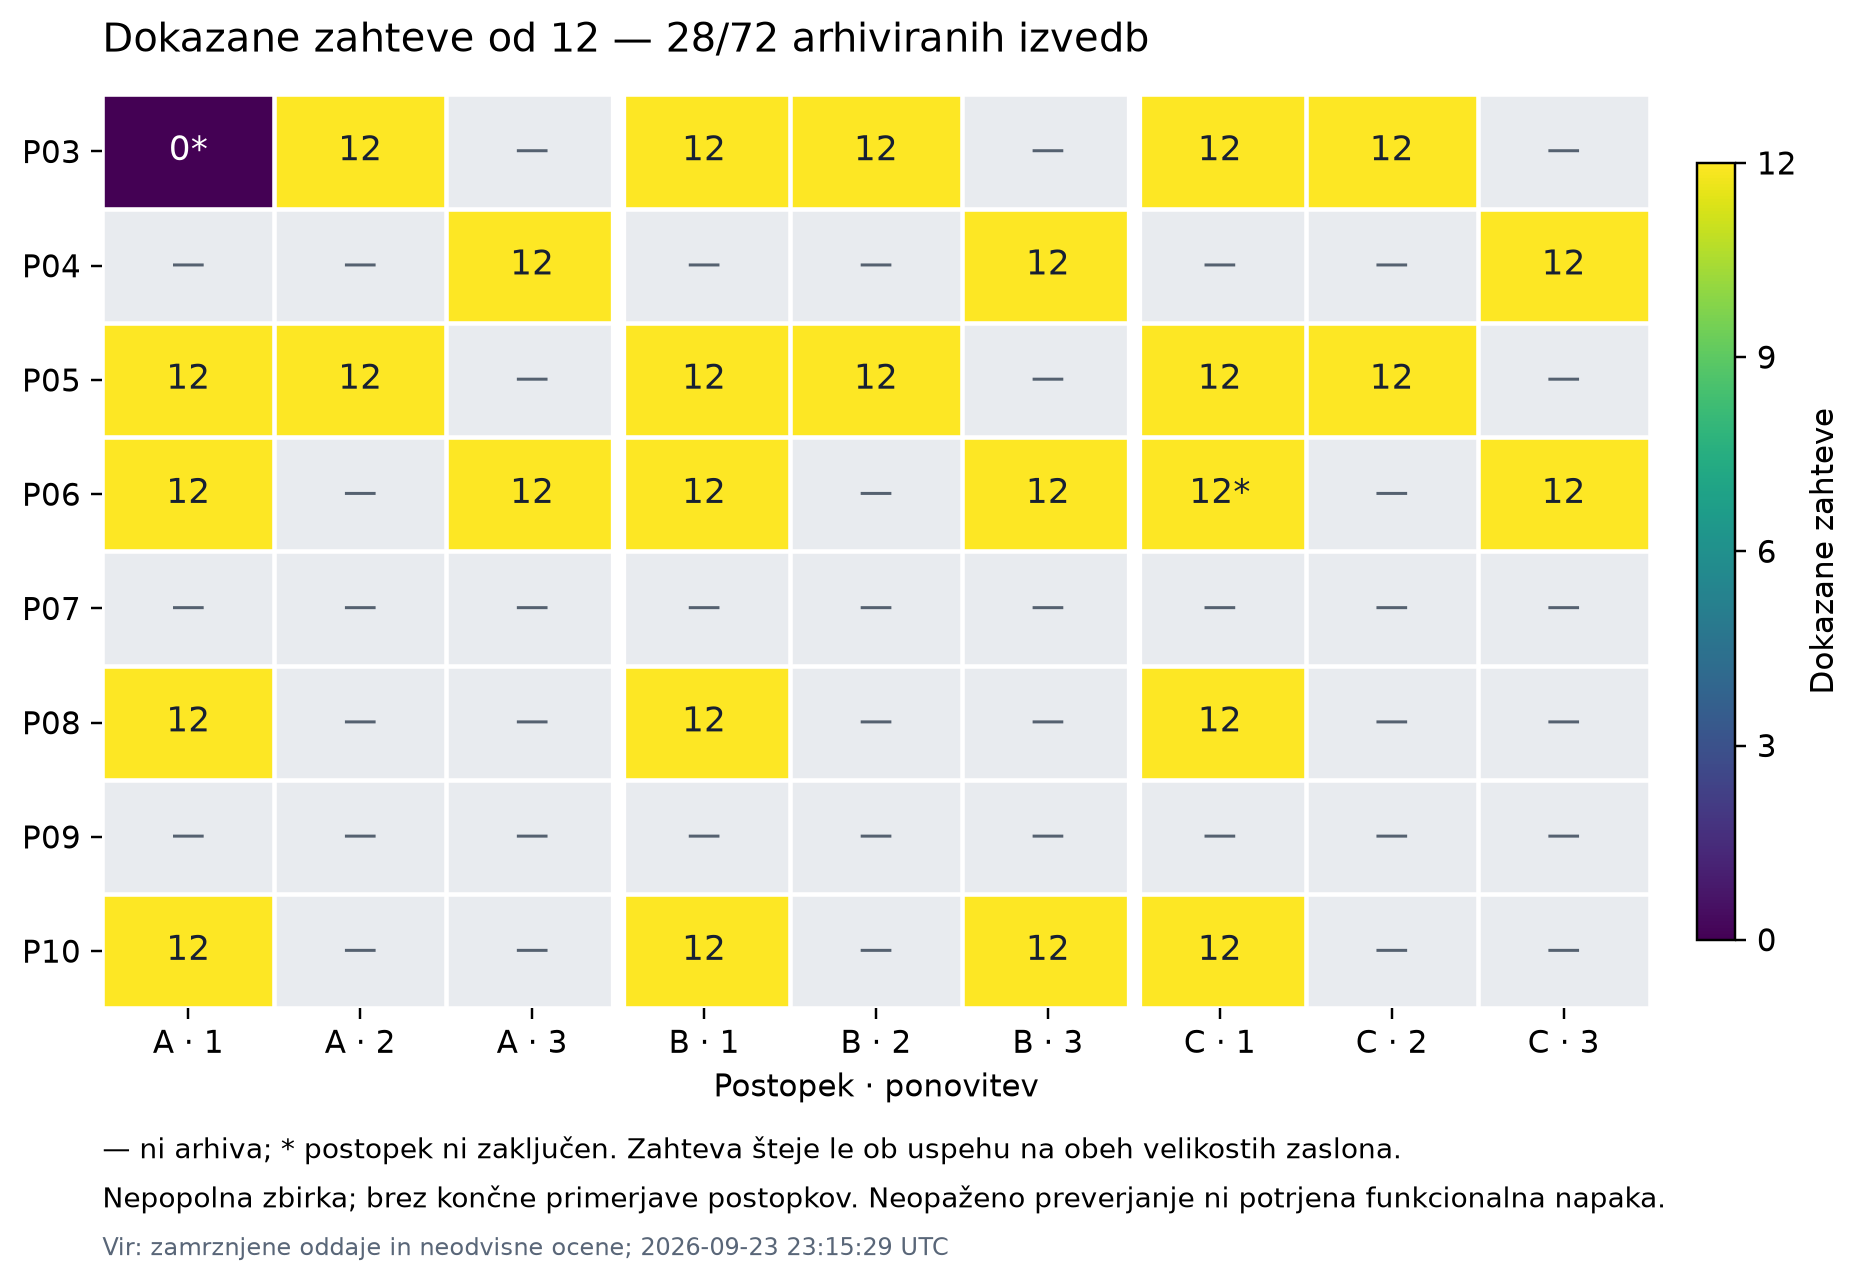 Dokazane zahteve od 12 — 28/72 arhiviranih izvedb
P03 0* 12 — 12 12 — 12 12 —
P04 — — 12 — — 12 — — 12
P05 12 12 — 12 12 — 12 12 —
P06 12 — 12 12 — 12 12* — 12
P07 — — — — — — — — —
P08 12 — — 12 — — 12 — —
P09 — — — — — — — — —
P10 12 — — 12 — 12 12 — —
A · 1 A · 2 A · 3 B · 1 B · 2 B · 3 C · 1 C · 2 C · 3
Postopek · ponovitev
12
9
6
3
0
Dokazane zahteve
— ni arhiva; * postopek ni zaključen. Zahteva šteje le ob uspehu na obeh velikostih zaslona.
Nepopolna zbirka; brez končne primerjave postopkov. Neopaženo preverjanje ni potrjena funkcionalna napaka.
Vir: zamrznjene oddaje in neodvisne ocene; 2026-09-23 23:15:29 UTC